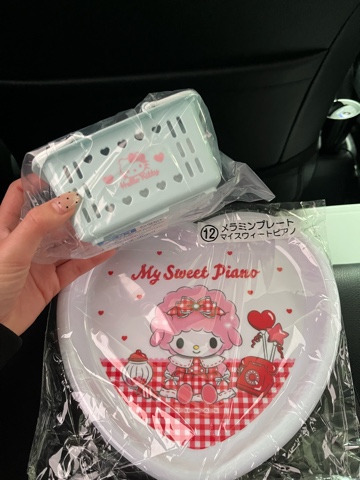 Hello Kitty
⑫ メラミンプレート
マイスウィートピアノ
My Sweet Piano